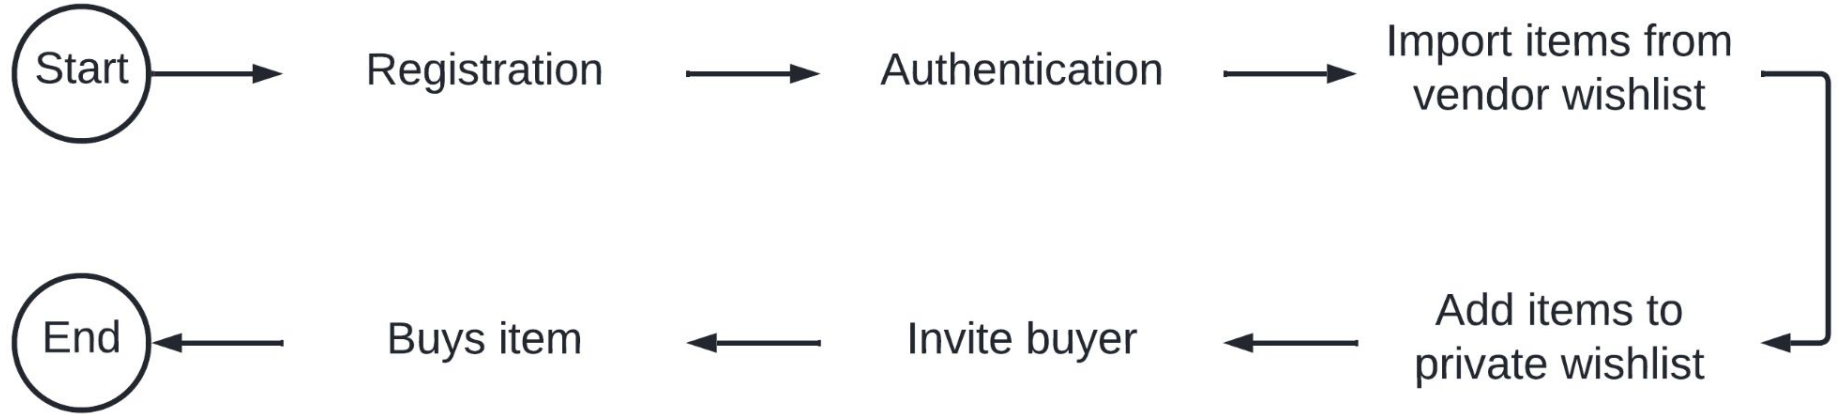 Start
Registration
Authentication
Import items from
vendor wishlist
Add items to
private wishlist
Invite buyer
Buys item
End